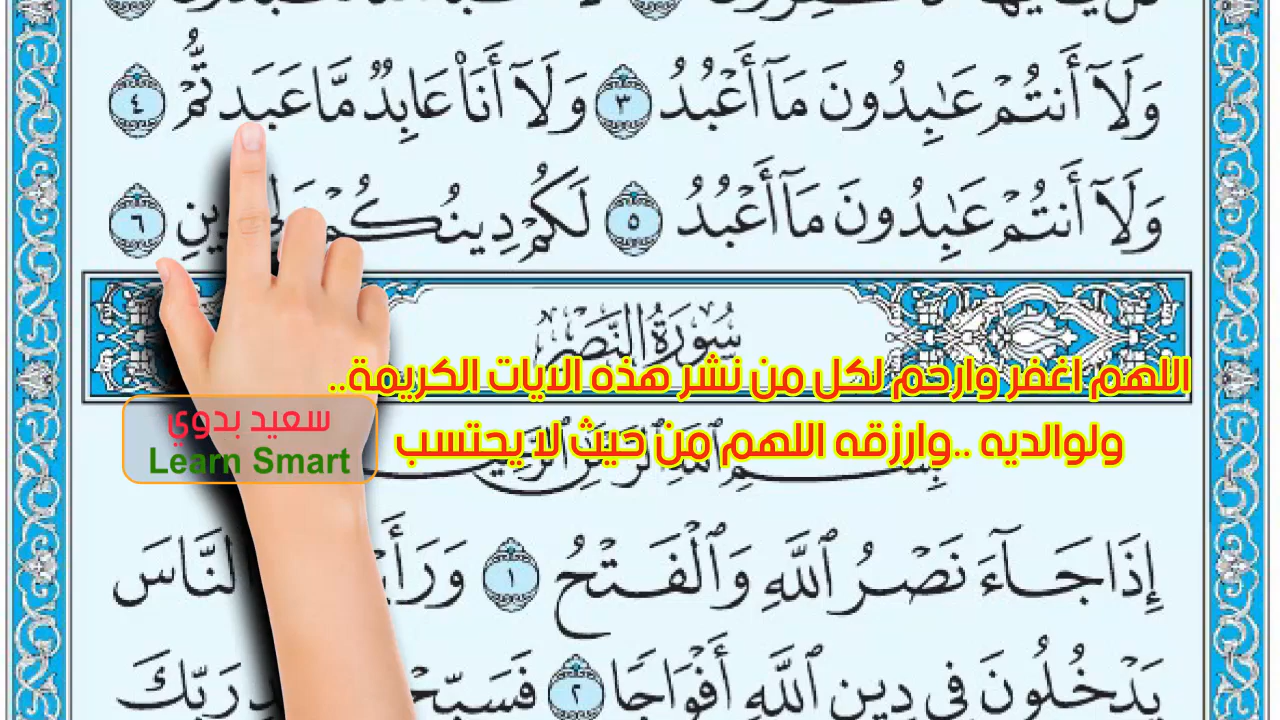 وَلَآ أَنتُمْ عَٰبِدُونَ مَآ أَعْبُدُ ٣ وَلَآ أَنَا۠ عَابِدٌ مَّا عَبَدتُّمْ ٤
وَلَآ أَنتُمْ عَٰبِدُونَ مَآ أَعْبُدُ ٥ لَكُمْ دِينُكُمْ دِينِ ٦
سُورَةُ النَّصْرِ
اللهم اغفر وارحم لكل من نشر هذه الايات الكريمة..
سعيد بدوي
Learn Smart
ولوالديه ..وارزقه اللهم من حيث لا يحتسب
إِذَا جَآءَ نَصْرُ ٱللَّهِ وَٱلْفَتْحُ ١
يَدْخُلُونَ فِى دِينِ ٱللَّهِ أَفْوَاجًا ٢ رَبِّكَ